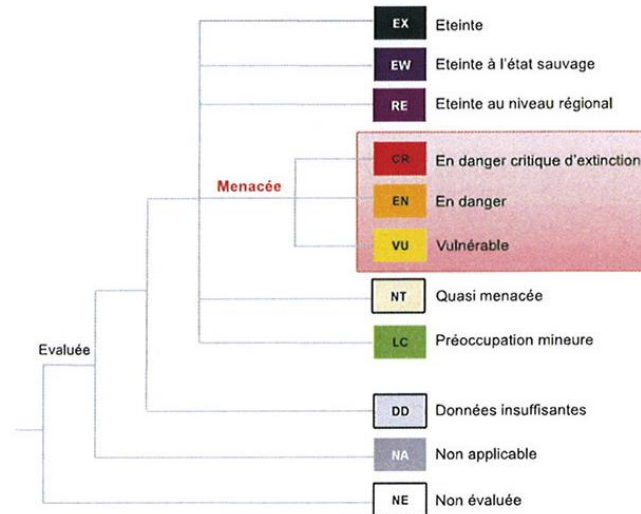 EX Eteinte
EW Eteinte à l'état sauvage
RE Eteinte au niveau régional
CR En danger critique d'extinction
Menacée
EN En danger
VU Vulnérable
NT Quasi menacée
LC Préoccupation mineure
Evaluée
DD Données insuffisantes
NA Non applicable
NE Non évaluée